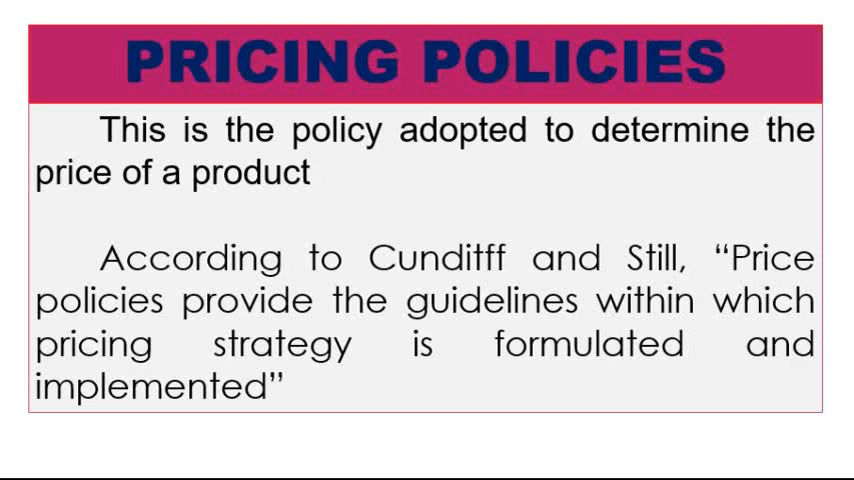 PRICING POLICIES
This is the policy adopted to determine the
price of a product
According to Cunditff and Still, “Price
policies provide the guidelines within which
pricing strategy is formulated and
implemented”